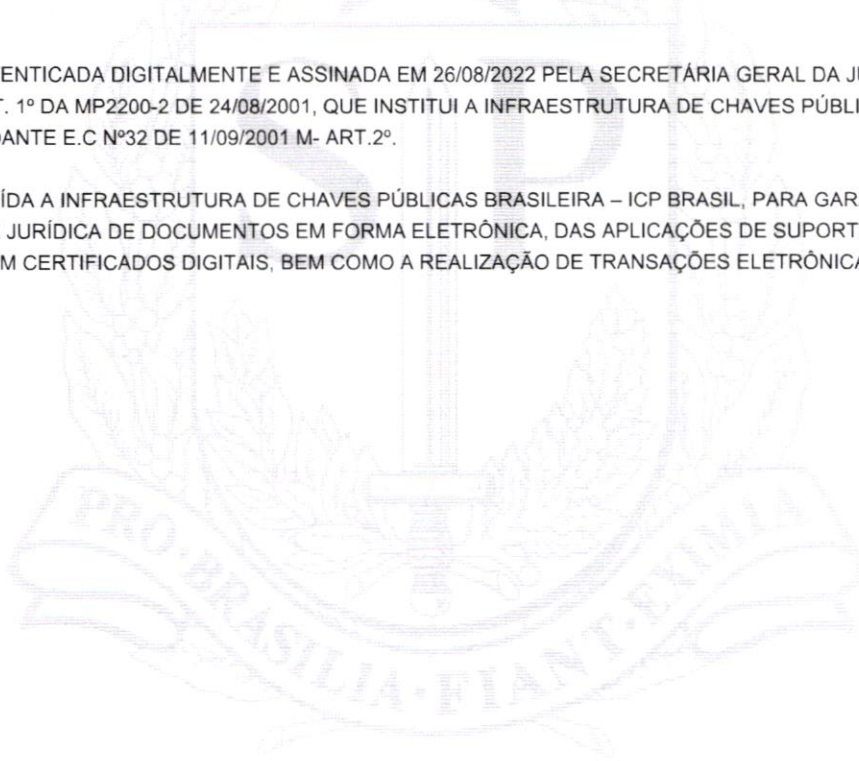 ENTICADA DIGITALMENTE E ASSINADA EM 26/08/2022 PELA SECRETÁRIA GERAL DA JU
T. 1º DA MP2200-2 DE 24/08/2001, QUE INSTITUI A INFRAESTRUTURA DE CHAVES PÚBLI
DANTE E.C Nº32 DE 11/09/2001 M- ART.2º.
ÍDA A INFRAESTRUTURA DE CHAVES PÚBLICAS BRASILEIRA – ICP BRASIL, PARA GAR
JURÍDICA DE DOCUMENTOS EM FORMA ELETRÔNICA, DAS APLICAÇÕES DE SUPORT
M CERTIFICADOS DIGITAIS, BEM COMO A REALIZAÇÃO DE TRANSAÇÕES ELETRÔNICA
SP
PRO·BRASILIA·FIANT·EXIMIA